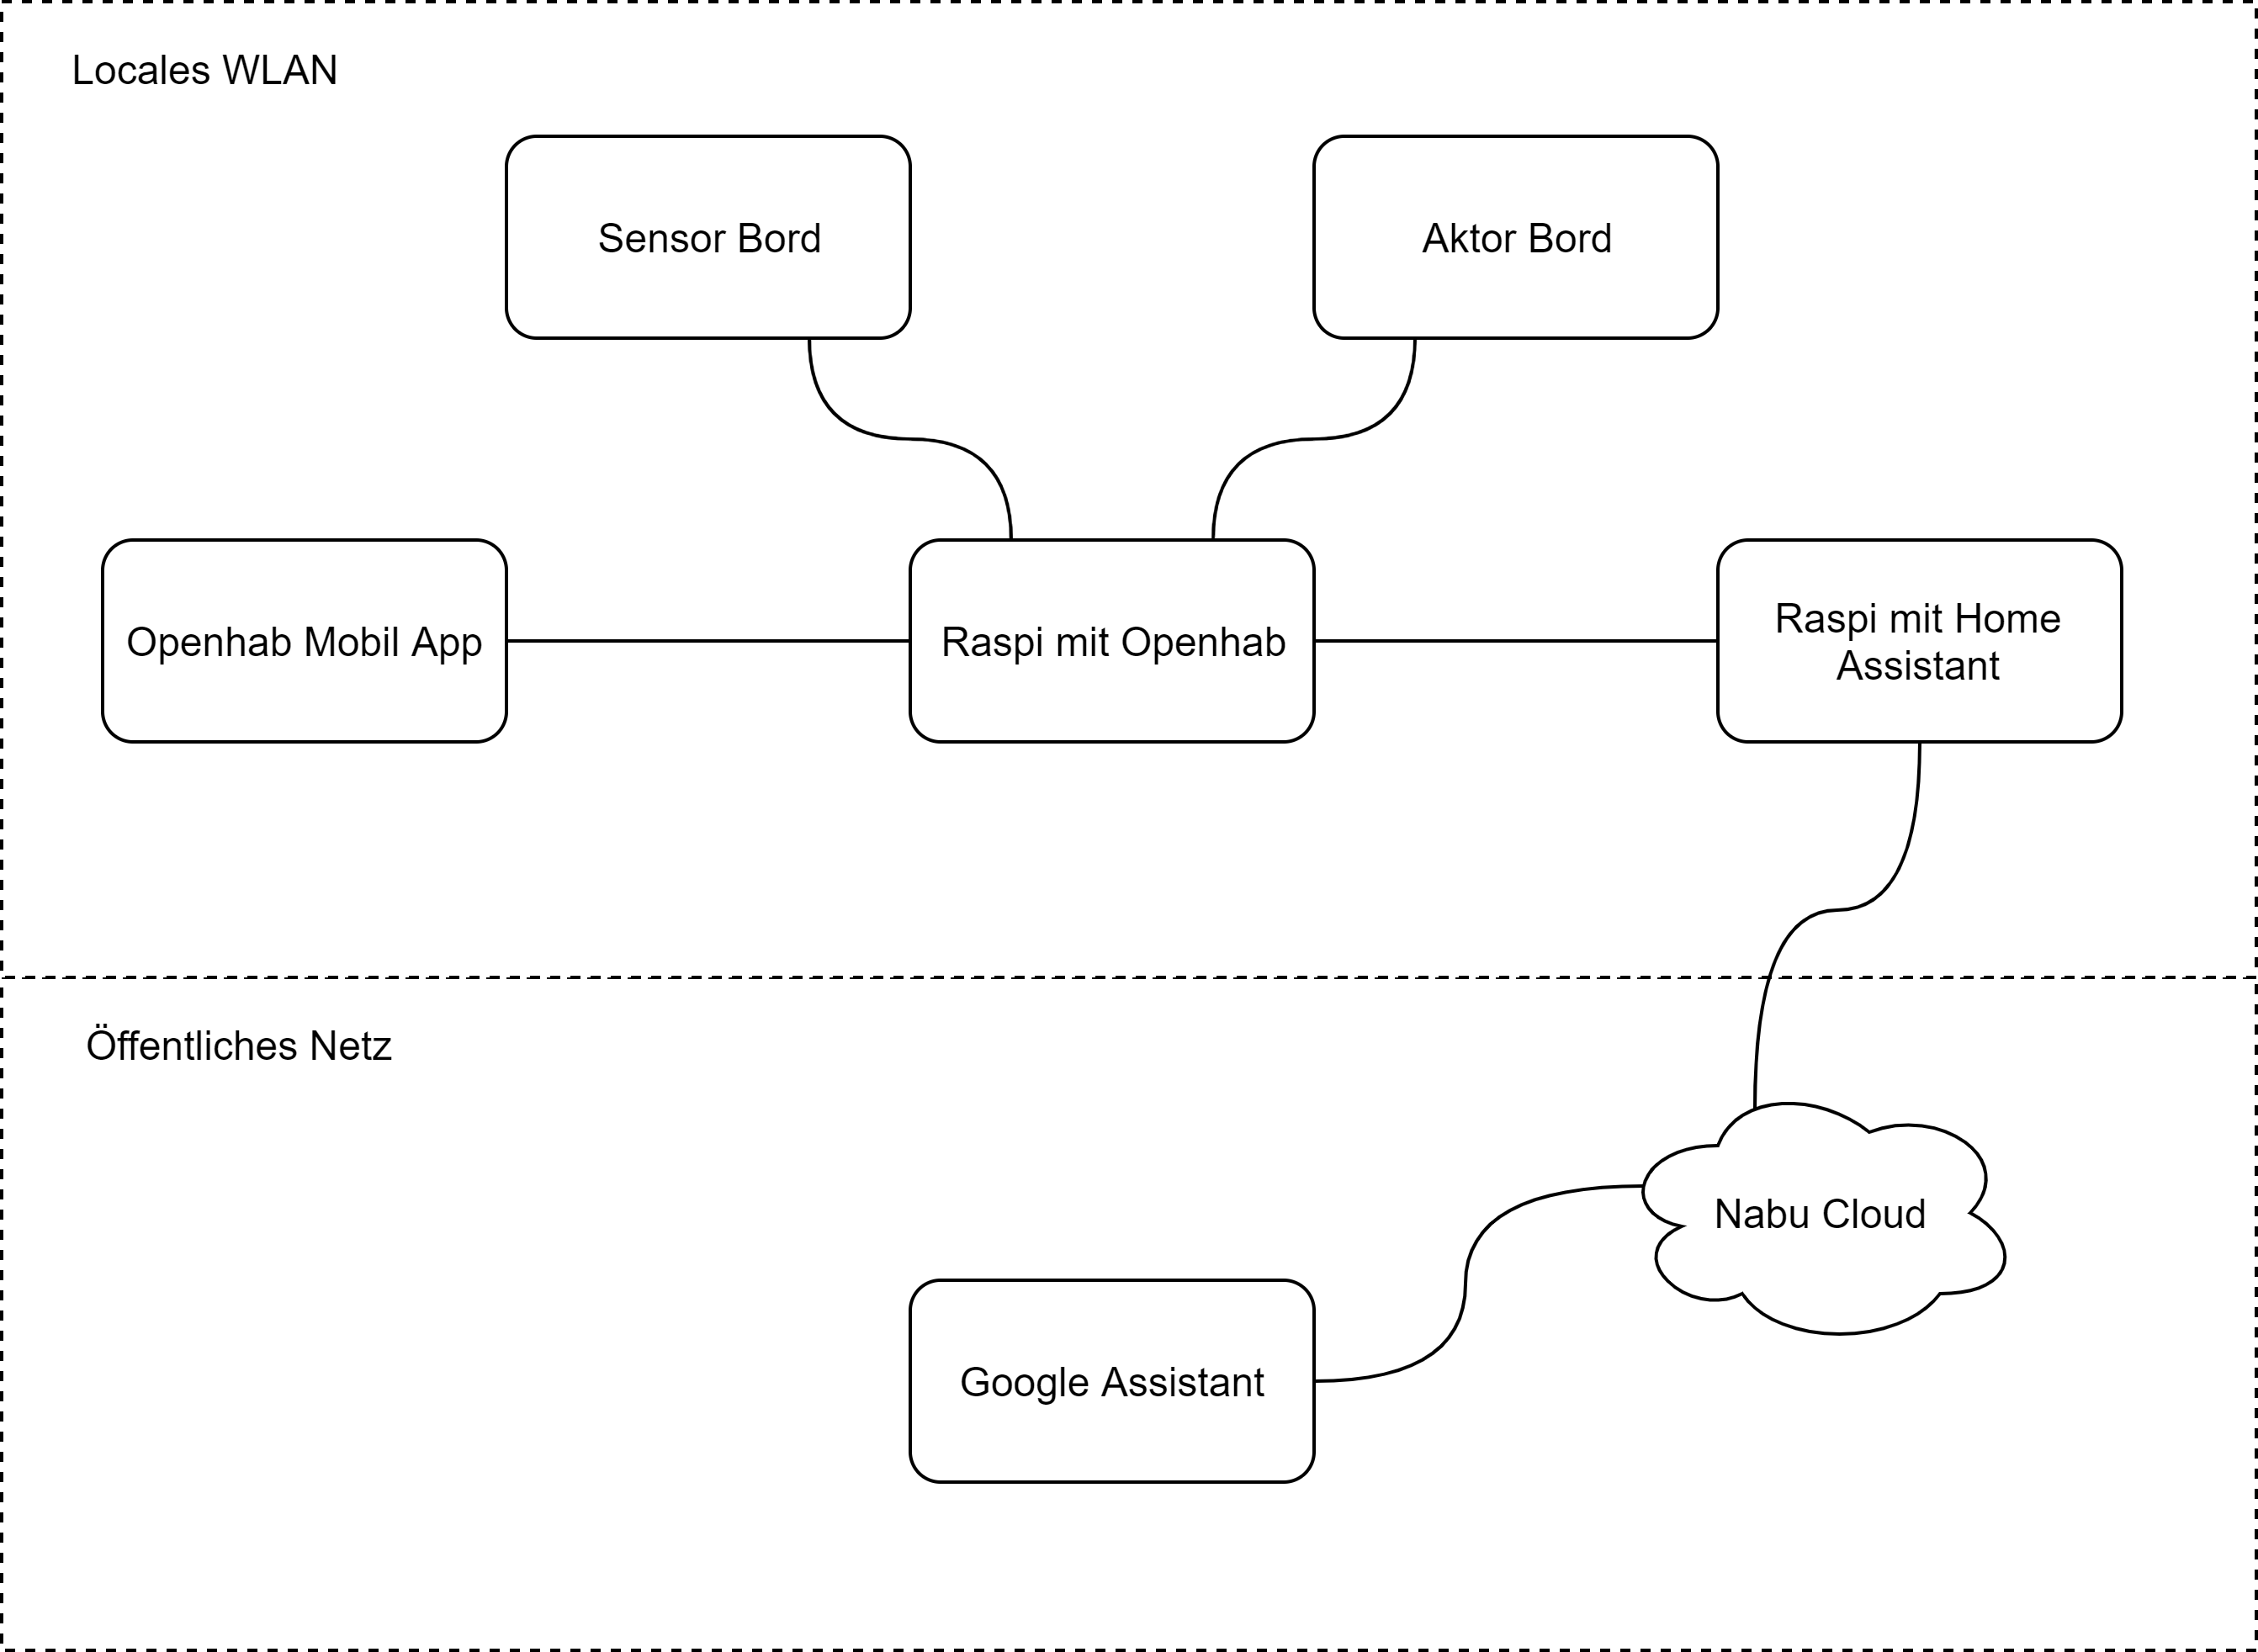 Locales WLAN
Sensor Bord
Aktor Bord
Openhab Mobil App
Raspi mit Openhab
Raspi mit Home
Assistant
Öffentliches Netz
Nabu Cloud
Google Assistant